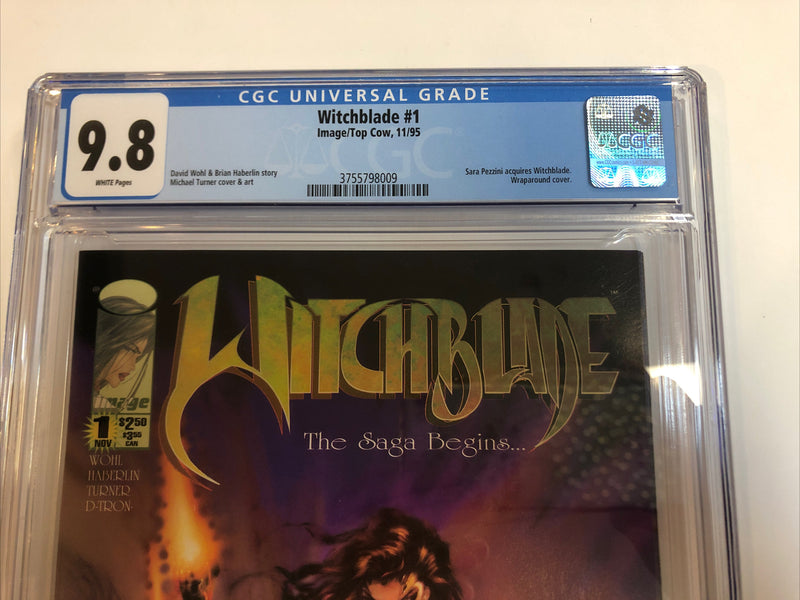 CGC UNIVERSAL GRADE
9.8
WHITE Pages
Witchblade #1
Image/Top Cow, 11/95
David Wohl & Brian Haberlin story
Michael Turner cover & art
3755798009
Sara Pezzini acquires Witchblade.
Wraparound cover.
CGC
CGC
WITCHBLADE
The Saga Begins...
image
1
NOV
$2.50
$3.55
CAN
WOHL
HABERLIN
TURNER
D-TRON-